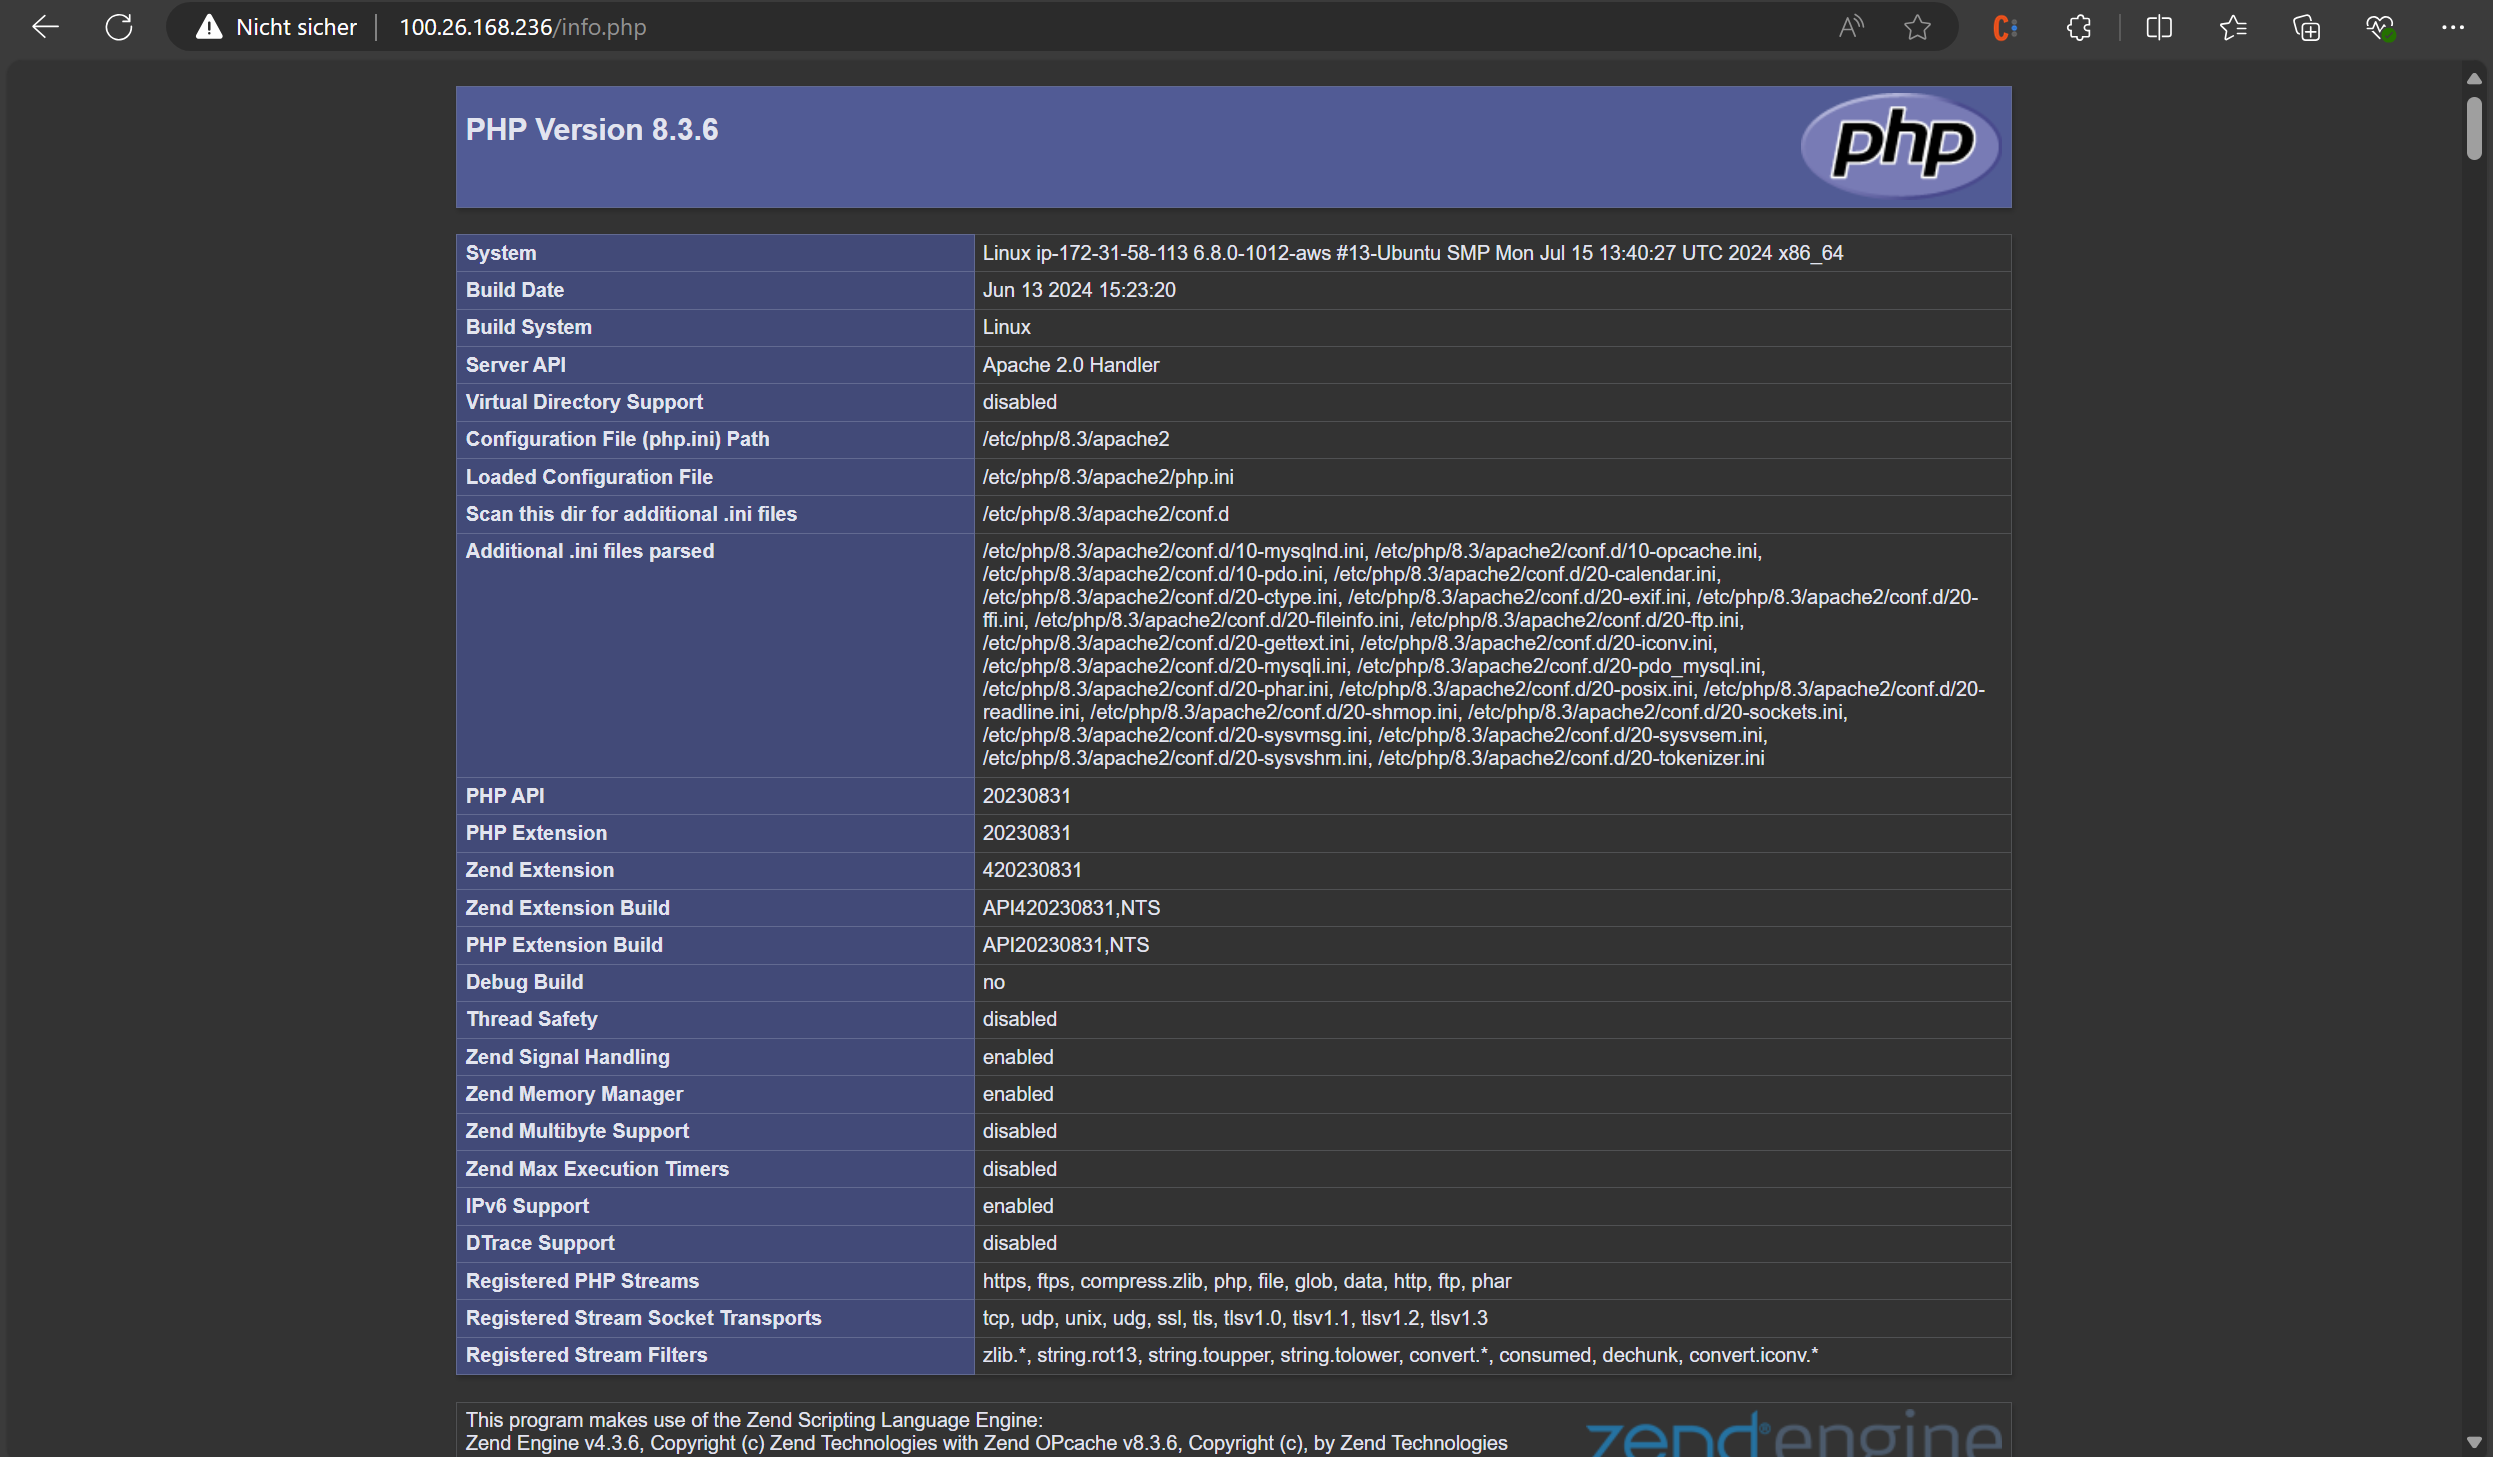 Nicht sicher 100.26.168.236/info.php
PHP Version 8.3.6
php
System Linux ip-172-31-58-113 6.8.0-1012-aws #13-Ubuntu SMP Mon Jul 15 13:40:27 UTC 2024 x86_64
Build Date Jun 13 2024 15:23:20
Build System Linux
Server API Apache 2.0 Handler
Virtual Directory Support disabled
Configuration File (php.ini) Path /etc/php/8.3/apache2
Loaded Configuration File /etc/php/8.3/apache2/php.ini
Scan this dir for additional .ini files /etc/php/8.3/apache2/conf.d
Additional .ini files parsed /etc/php/8.3/apache2/conf.d/10-mysqlnd.ini, /etc/php/8.3/apache2/conf.d/10-opcache.ini,
/etc/php/8.3/apache2/conf.d/10-pdo.ini, /etc/php/8.3/apache2/conf.d/20-calendar.ini,
/etc/php/8.3/apache2/conf.d/20-ctype.ini, /etc/php/8.3/apache2/conf.d/20-exif.ini, /etc/php/8.3/apache2/conf.d/20-
ffi.ini, /etc/php/8.3/apache2/conf.d/20-fileinfo.ini, /etc/php/8.3/apache2/conf.d/20-ftp.ini,
/etc/php/8.3/apache2/conf.d/20-gettext.ini, /etc/php/8.3/apache2/conf.d/20-iconv.ini,
/etc/php/8.3/apache2/conf.d/20-mysqli.ini, /etc/php/8.3/apache2/conf.d/20-pdo_mysql.ini,
/etc/php/8.3/apache2/conf.d/20-phar.ini, /etc/php/8.3/apache2/conf.d/20-posix.ini, /etc/php/8.3/apache2/conf.d/20-
readline.ini, /etc/php/8.3/apache2/conf.d/20-shmop.ini, /etc/php/8.3/apache2/conf.d/20-sockets.ini,
/etc/php/8.3/apache2/conf.d/20-sysvmsg.ini, /etc/php/8.3/apache2/conf.d/20-sysvsem.ini,
/etc/php/8.3/apache2/conf.d/20-sysvshm.ini, /etc/php/8.3/apache2/conf.d/20-tokenizer.ini
PHP API 20230831
PHP Extension 20230831
Zend Extension 420230831
Zend Extension Build API420230831,NTS
PHP Extension Build API20230831,NTS
Debug Build no
Thread Safety disabled
Zend Signal Handling enabled
Zend Memory Manager enabled
Zend Multibyte Support disabled
Zend Max Execution Timers disabled
IPv6 Support enabled
DTrace Support disabled
Registered PHP Streams https, ftps, compress.zlib, php, file, glob, data, http, ftp, phar
Registered Stream Socket Transports tcp, udp, unix, udg, ssl, tls, tlsv1.0, tlsv1.1, tlsv1.2, tlsv1.3
Registered Stream Filters zlib.*, string.rot13, string.toupper, string.tolower, convert.*, consumed, dechunk, convert.iconv.*
This program makes use of the Zend Scripting Language Engine:
Zend Engine v4.3.6, Copyright (c) Zend Technologies with Zend OPcache v8.3.6, Copyright (c), by Zend Technologies
zend®engine